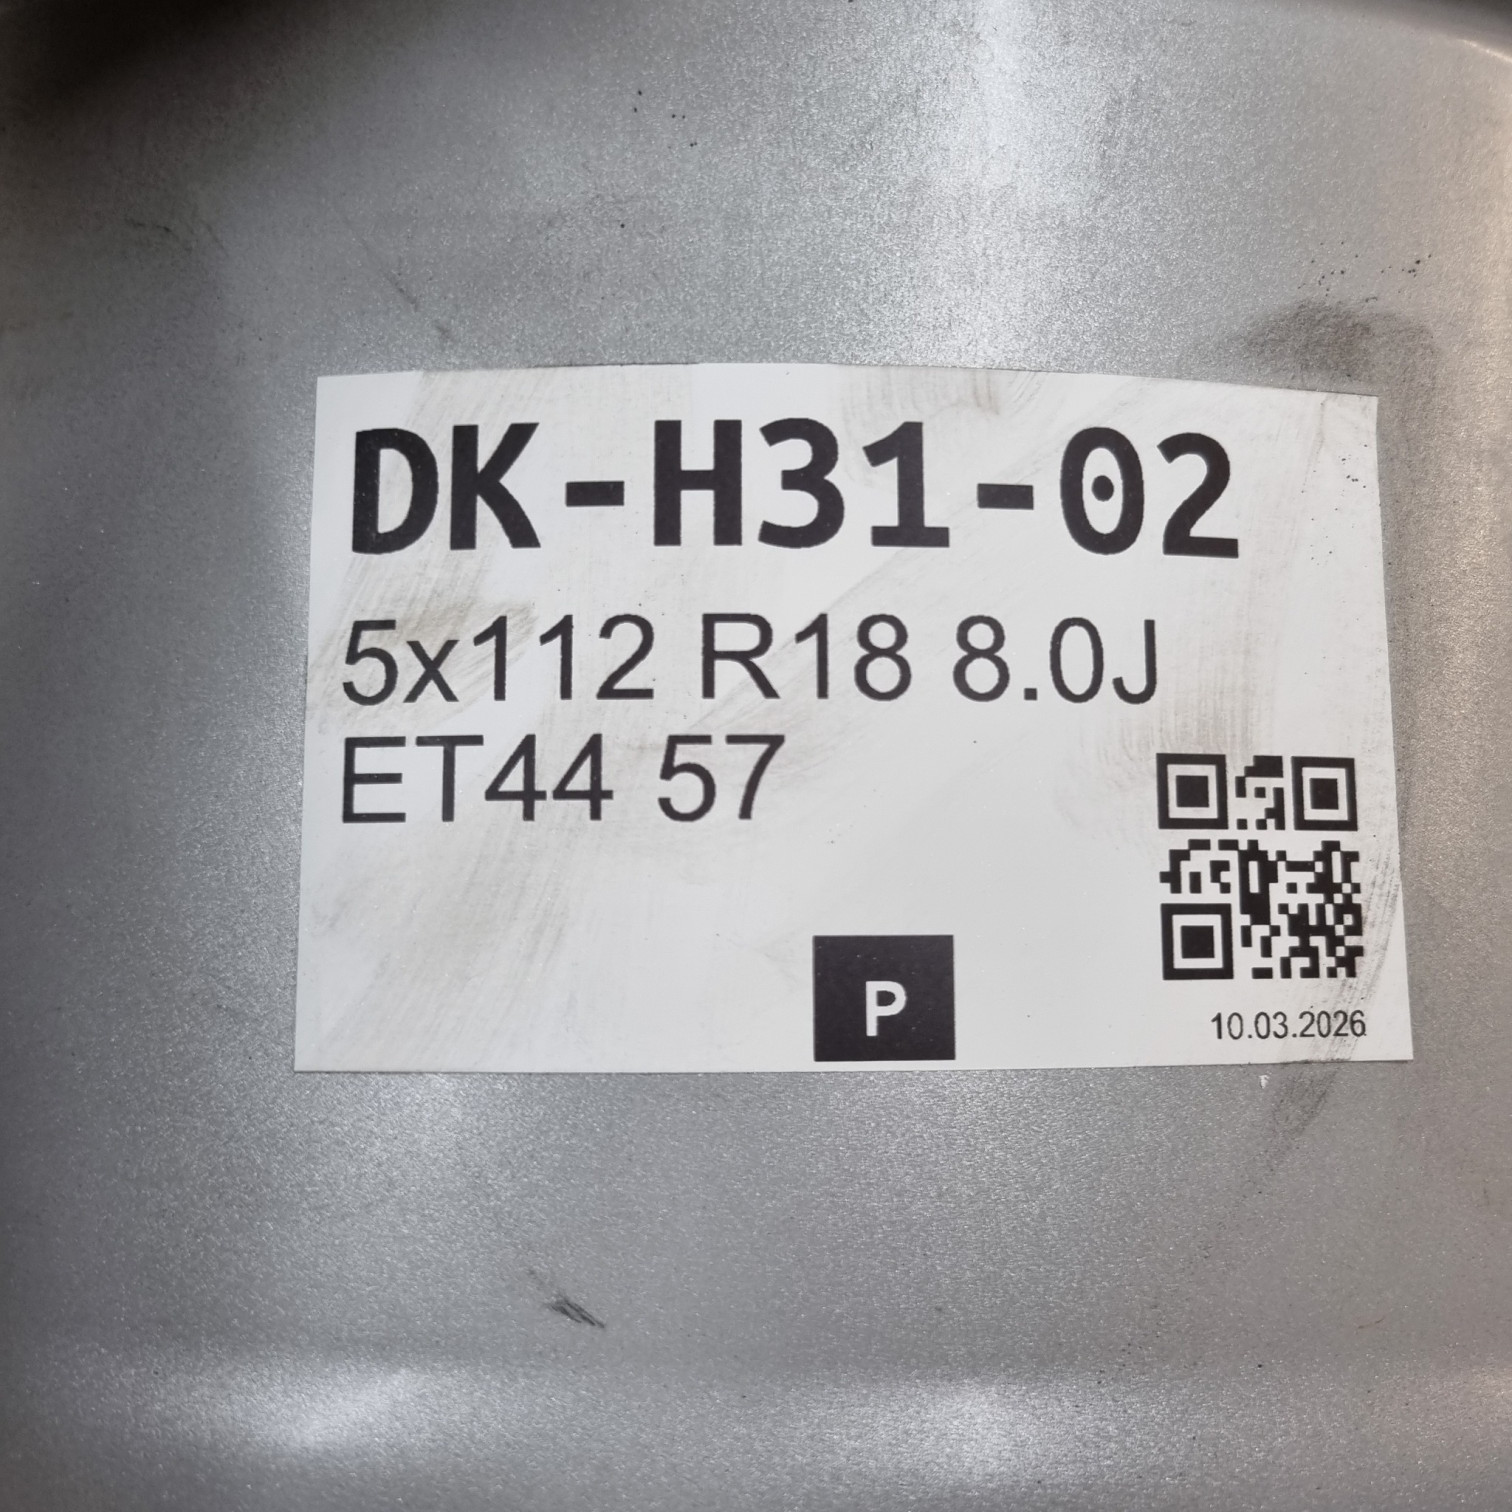 DK-H31-02
5x112 R18 8.0J
ET44 57
P
10.03.2026